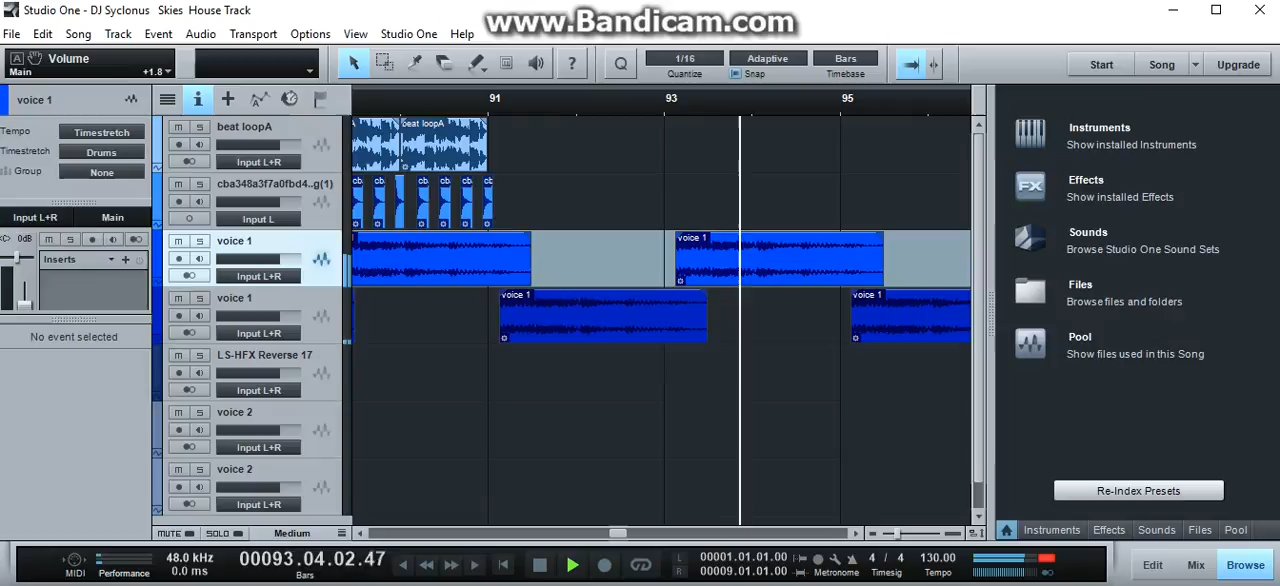 Studio One - DJ Syclonus   Skies  House Track
www.Bandicam.com
File Edit Song Track Event Audio Transport Options View Studio One Help
A Volume
Main +1.8
1/16 Adaptive Bars
Quantize Snap Timebase
Q ?
Start Song Upgrade
voice 1
Tempo Timestretch
Timestretch Drums
Group None
Input L+R Main
0dB M S
Inserts
No event selected
91 93 95
M S beat loopA
Input L+R
beat loopA
M S cba348a3f7a0fbd4..g(1)
Input L
cb cb cb cb cb cb
M S voice 1
Input L+R
voice 1
M S voice 1
Input L+R
voice 1 voice 1
M S LS-HFX Reverse 17
Input L+R
M S voice 2
Input L+R
M S voice 2
Input L+R
MUTE SOLO Medium
Instruments
Show installed Instruments
FX
Effects
Show installed Effects
Sounds
Browse Studio One Sound Sets
Files
Browse files and folders
Pool
Show files used in this Song
Re-Index Presets
Instruments Effects Sounds Files Pool
MIDI Performance
48.0 kHz
0.0 ms
00093.04.02.47
Bars
L 00001.01.01.00
R 00009.01.01.00
Metronome
4 / 4
Timesig
130.00
Tempo
Edit Mix Browse